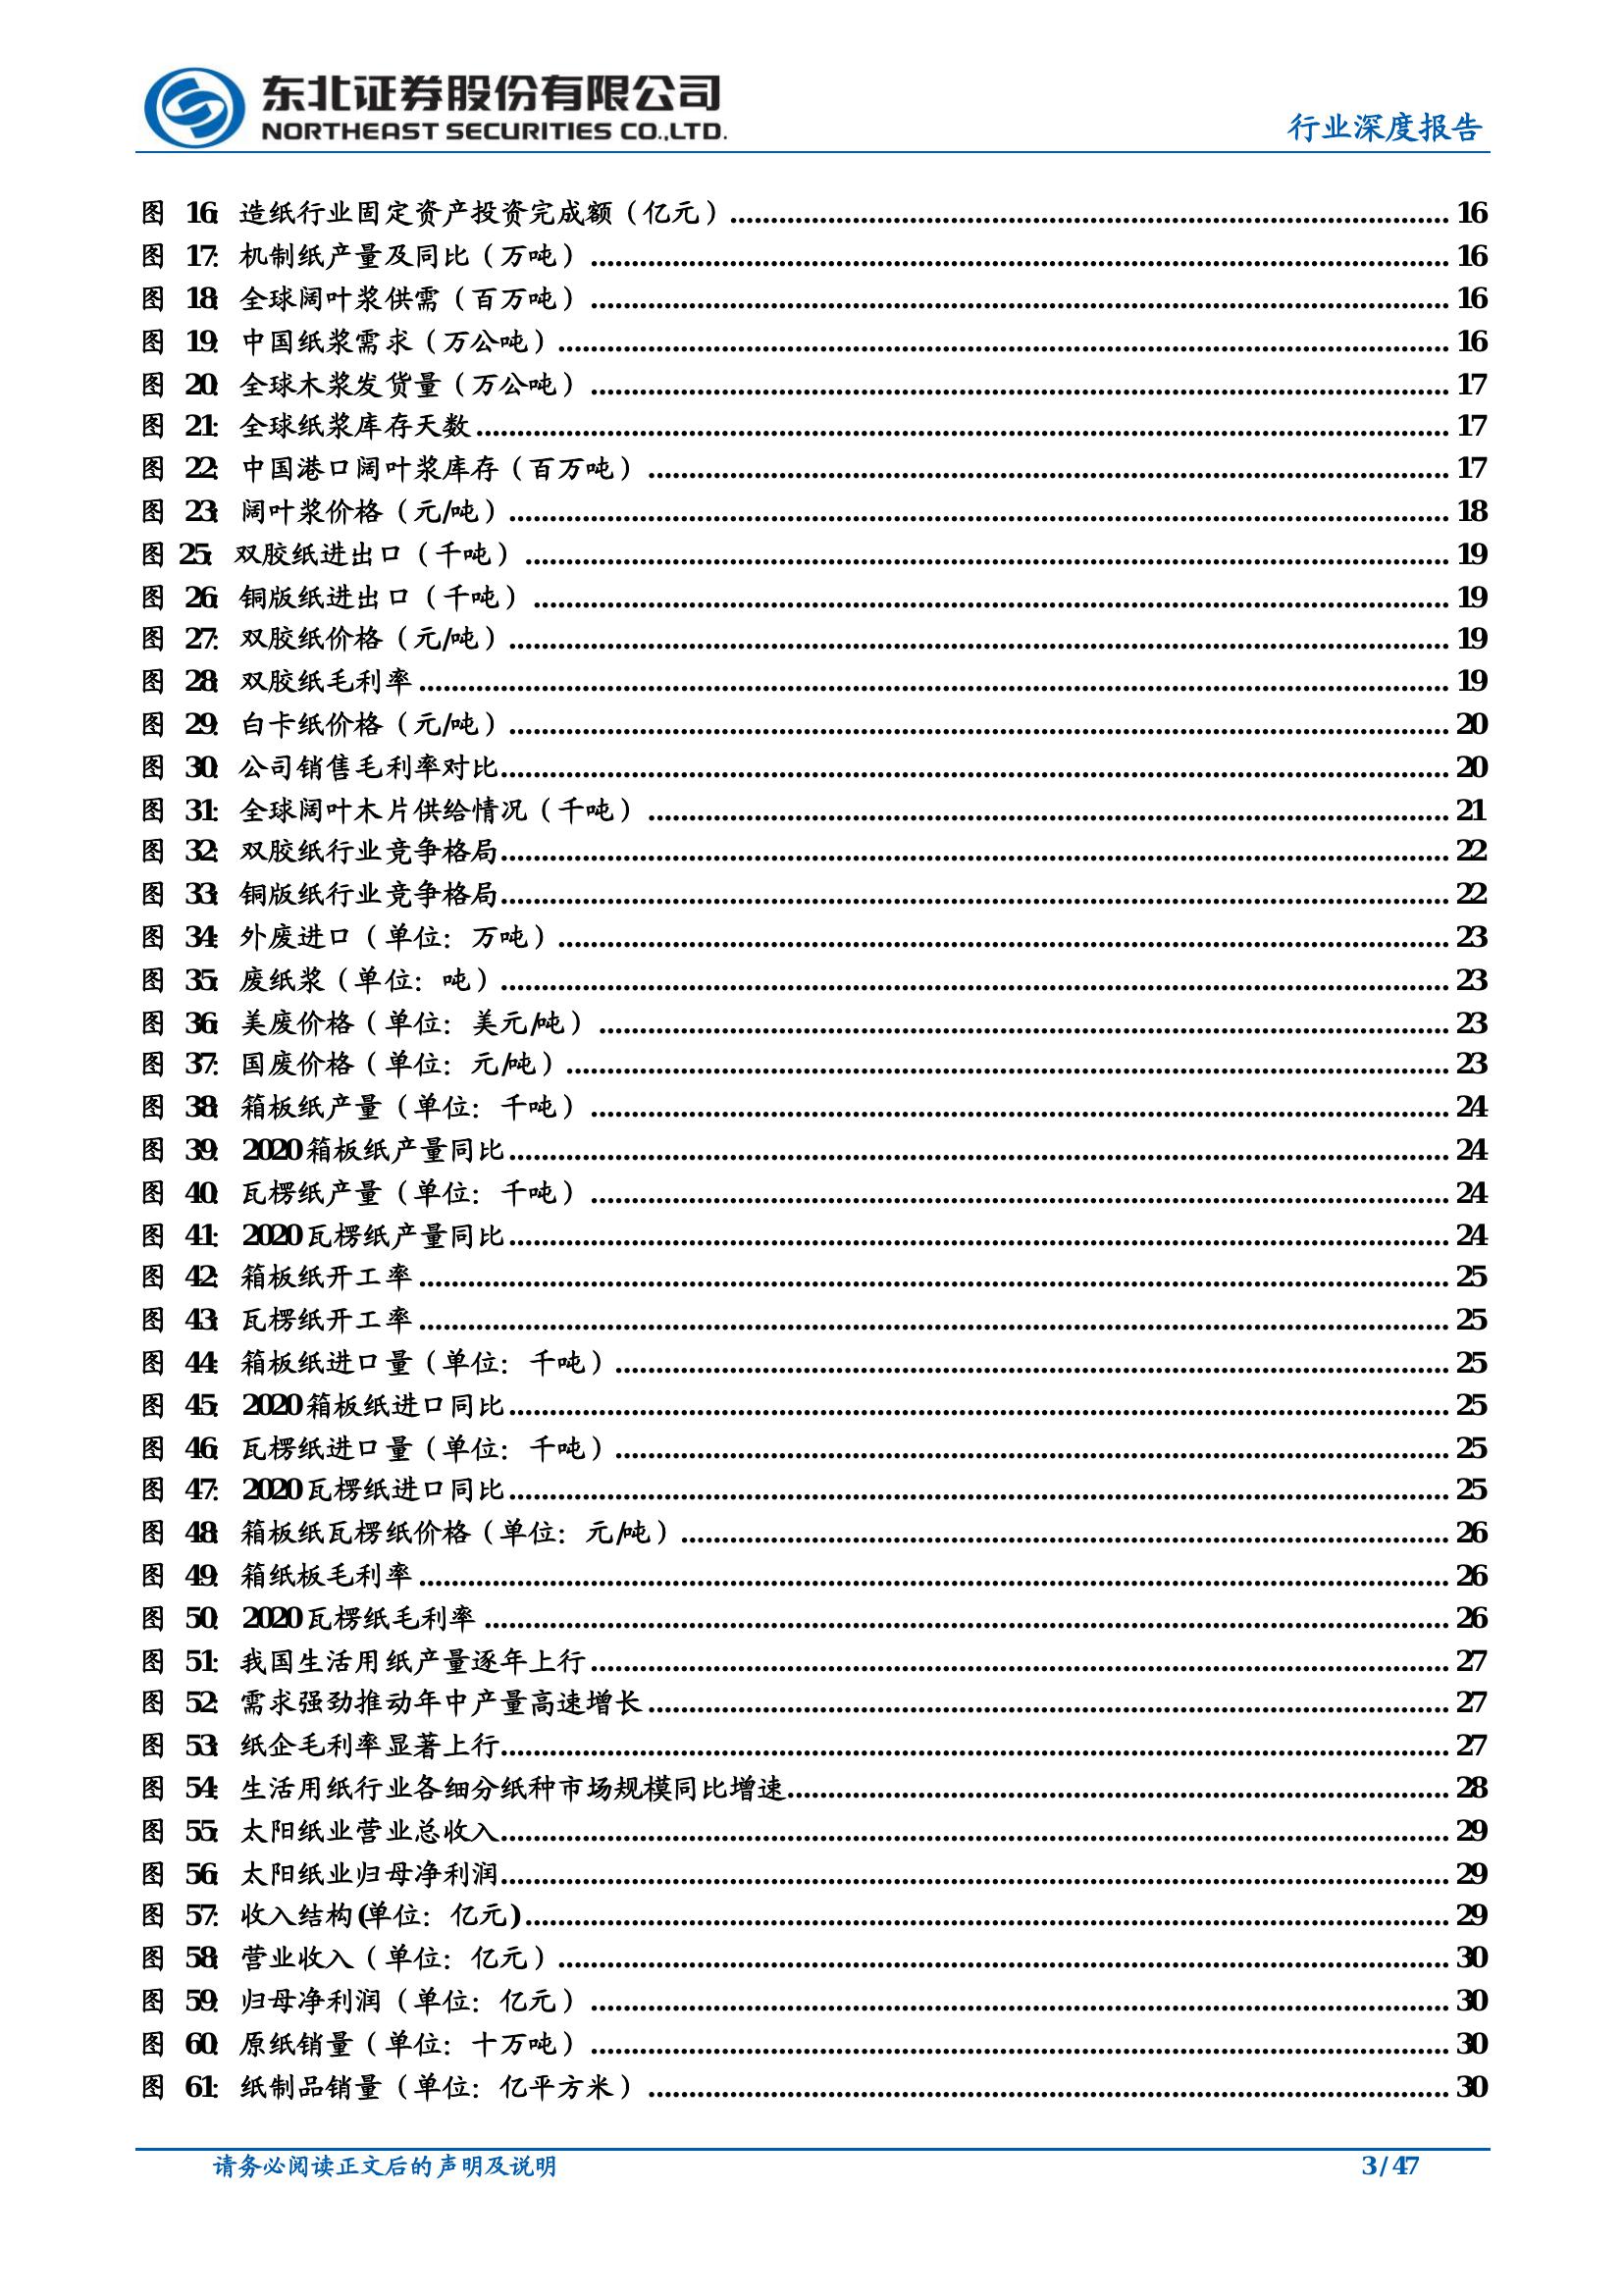 东北证券股份有限公司
NORTHEAST SECURITIES CO.,LTD.
行业深度报告
图 16: 造纸行业固定资产投资完成额（亿元）........ 16
图 17: 机制纸产量及同比（万吨）........ 16
图 18: 全球阔叶浆供需（百万吨）........ 16
图 19: 中国纸浆需求（万公吨）........ 16
图 20: 全球木浆发货量（万公吨）........ 17
图 21: 全球纸浆库存天数........ 17
图 22: 中国港口阔叶浆库存（百万吨）........ 17
图 23: 阔叶浆价格（元/吨）........ 18
图 25: 双胶纸进出口（千吨）........ 19
图 26: 铜版纸进出口（千吨）........ 19
图 27: 双胶纸价格（元/吨）........ 19
图 28: 双胶纸毛利率........ 19
图 29: 白卡纸价格（元/吨）........ 20
图 30: 公司销售毛利率对比........ 20
图 31: 全球阔叶木片供给情况（千吨）........ 21
图 32: 双胶纸行业竞争格局........ 22
图 33: 铜版纸行业竞争格局........ 22
图 34: 外废进口（单位：万吨）........ 23
图 35: 废纸浆（单位：吨）........ 23
图 36: 美废价格（单位：美元/吨）........ 23
图 37: 国废价格（单位：元/吨）........ 23
图 38: 箱板纸产量（单位：千吨）........ 24
图 39: 2020 箱板纸产量同比........ 24
图 40: 瓦楞纸产量（单位：千吨）........ 24
图 41: 2020 瓦楞纸产量同比........ 24
图 42: 箱板纸开工率........ 25
图 43: 瓦楞纸开工率........ 25
图 44: 箱板纸进口量（单位：千吨）........ 25
图 45: 2020 箱板纸进口同比........ 25
图 46: 瓦楞纸进口量（单位：千吨）........ 25
图 47: 2020 瓦楞纸进口同比........ 25
图 48: 箱板纸瓦楞纸价格（单位：元/吨）........ 26
图 49: 箱纸板毛利率........ 26
图 50: 2020 瓦楞纸毛利率........ 26
图 51: 我国生活用纸产量逐年上行........ 27
图 52: 需求强劲推动年中产量高速增长........ 27
图 53: 纸企毛利率显著上行........ 27
图 54: 生活用纸行业各细分纸种市场规模同比增速........ 28
图 55: 太阳纸业营业总收入........ 29
图 56: 太阳纸业归母净利润........ 29
图 57: 收入结构(单位：亿元)........ 29
图 58: 营业收入（单位：亿元）........ 30
图 59: 归母净利润（单位：亿元）........ 30
图 60: 原纸销量（单位：十万吨）........ 30
图 61: 纸制品销量（单位：亿平方米）........ 30
请务必阅读正文后的声明及说明
3 / 47